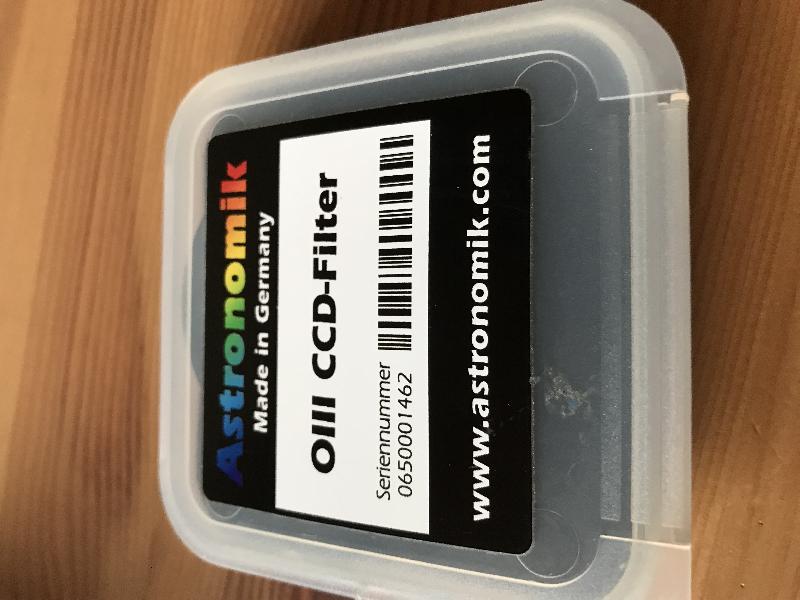 Astronomik
Made in Germany
OIII CCD-Filter
Seriennummer
0650001462
www.astronomik.com